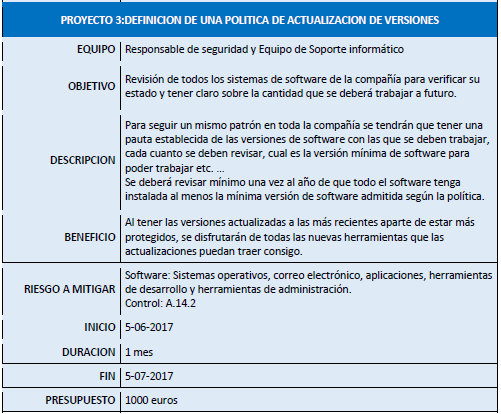 PROYECTO 3:DEFINICION DE UNA POLITICA DE ACTUALIZACION DE VERSIONES
EQUIPO Responsable de seguridad y Equipo de Soporte informático
OBJETIVO Revisión de todos los sistemas de software de la compañía para verificar su
estado y tener claro sobre la cantidad que se deberá trabajar a futuro.
Para seguir un mismo patrón en toda la compañía se tendrán que tener una
pauta establecida de las versiones de software con las que se deben trabajar,
cada cuanto se deben revisar, cual es la versión mínima de software para
DESCRIPCION poder trabajar etc. ...
Se deberá revisar mínimo una vez al año de que todo el software tenga
instalada al menos la mínima versión de software admitida según la política.
Al tener las versiones actualizadas a las más recientes aparte de estar más
BENEFICIO protegidos, se disfrutarán de todas las nuevas herramientas que las
actualizaciones puedan traer consigo.
Software: Sistemas operativos, correo electrónico, aplicaciones, herramientas
RIESGO A MITIGAR de desarrollo y herramientas de administración.
Control: A.14.2
INICIO 5-06-2017
DURACION 1 mes
FIN 5-07-2017
PRESUPUESTO 1000 euros